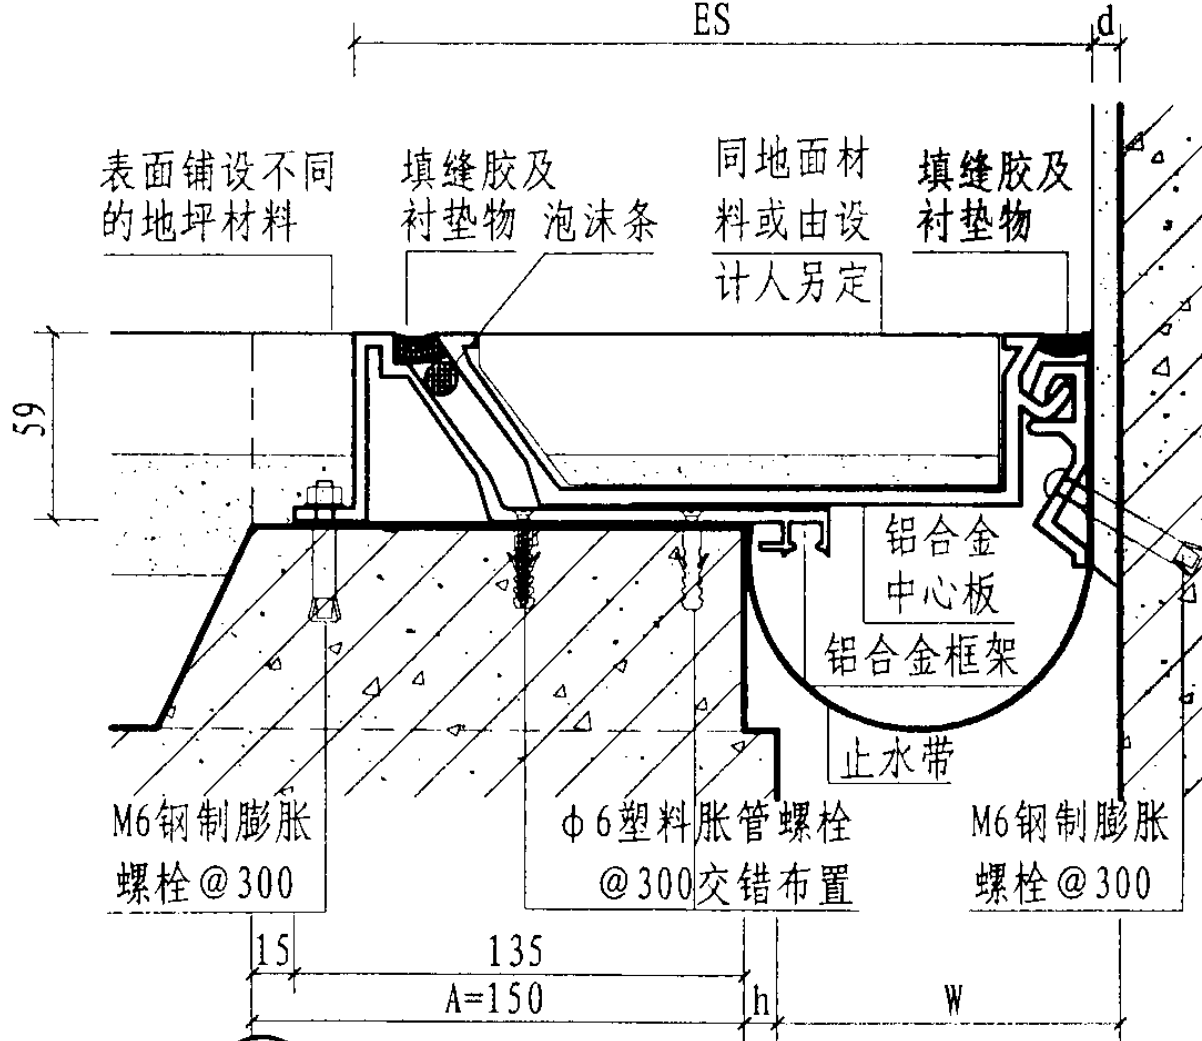 ES
d
表面铺设不同
的地坪材料
填缝胶及
衬垫物
泡沫条
同地面材
料或由设
计人另定
填缝胶及
衬垫物
59
铝合金
中心板
铝合金框架
止水带
M6钢制膨胀
螺栓@300
ф6塑料胀管螺栓
@300交错布置
M6钢制膨胀
螺栓@300
15
135
A=150
h
W